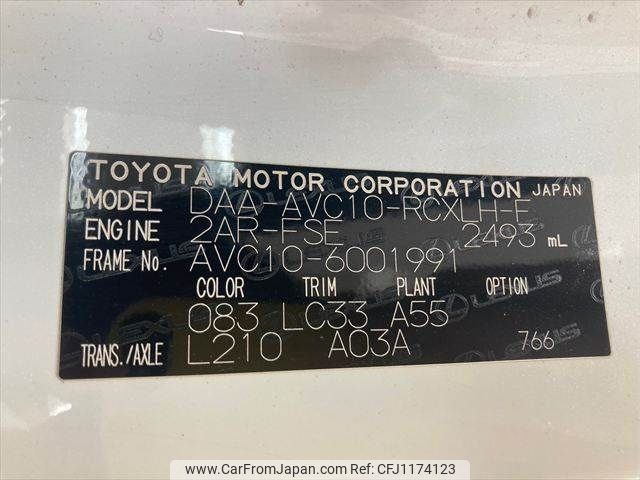 TOYOTA MOTOR CORPORATION JAPAN
MODEL DAA-AVC10-RCXLH-F
ENGINE 2AR-FSE 2493 mL
FRAME No. AVC10-6001991
COLOR TRIM PLANT OPTION
083 LC33 A55
TRANS./AXLE L210 A03A 766
www.CarFromJapan.com - CFJ1174123